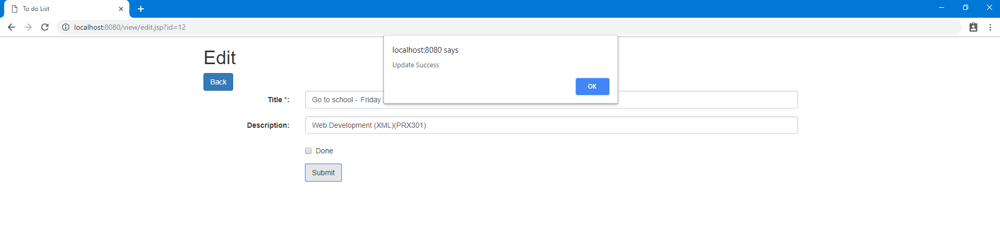 To do List
localhost:8080/view/edit.jsp?id=12
localhost:8080 says
Update Success
OK
Edit
Back
Title *: Go to school - Friday
Description: Web Development (XML)(PRX301)
Done
Submit